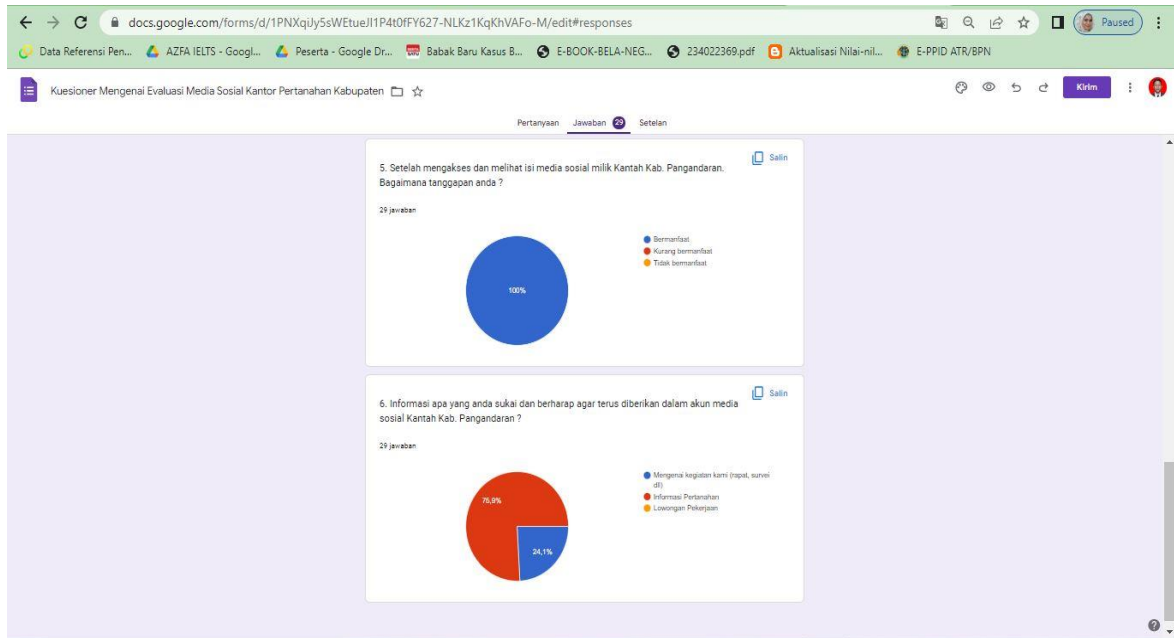 docs.google.com/forms/d/1PNXqiJy5sWEtueJI1P4t0fFY627-NLKz1KqKhVAFo-M/edit#responses
Paused
Data Referensi Pen... AZFA IELTS - Googl... Peserta - Google Dr... Babak Baru Kasus B... E-BOOK-BELA-NEG... 234022369.pdf Aktualisasi Nilai-nil... E-PPID ATR/BPN
Kuesioner Mengenai Evaluasi Media Sosial Kantor Pertanahan Kabupaten
Kirim
Pertanyaan Jawaban 29 Setelan
Salin
5. Setelah mengakses dan melihat isi media sosial milik Kantah Kab. Pangandaran.
Bagaimana tanggapan anda ?
29 jawaban
Bermanfaat
Kurang bermanfaat
Tidak bermanfaat
100%
Salin
6. Informasi apa yang anda sukai dan berharap agar terus diberikan dalam akun media
sosial Kantah Kab. Pangandaran ?
29 jawaban
Mengenai kegiatan kami (rapat, survei
dll)
Informasi Pertanahan
Lowongan Pekerjaan
75,9%
24,1%